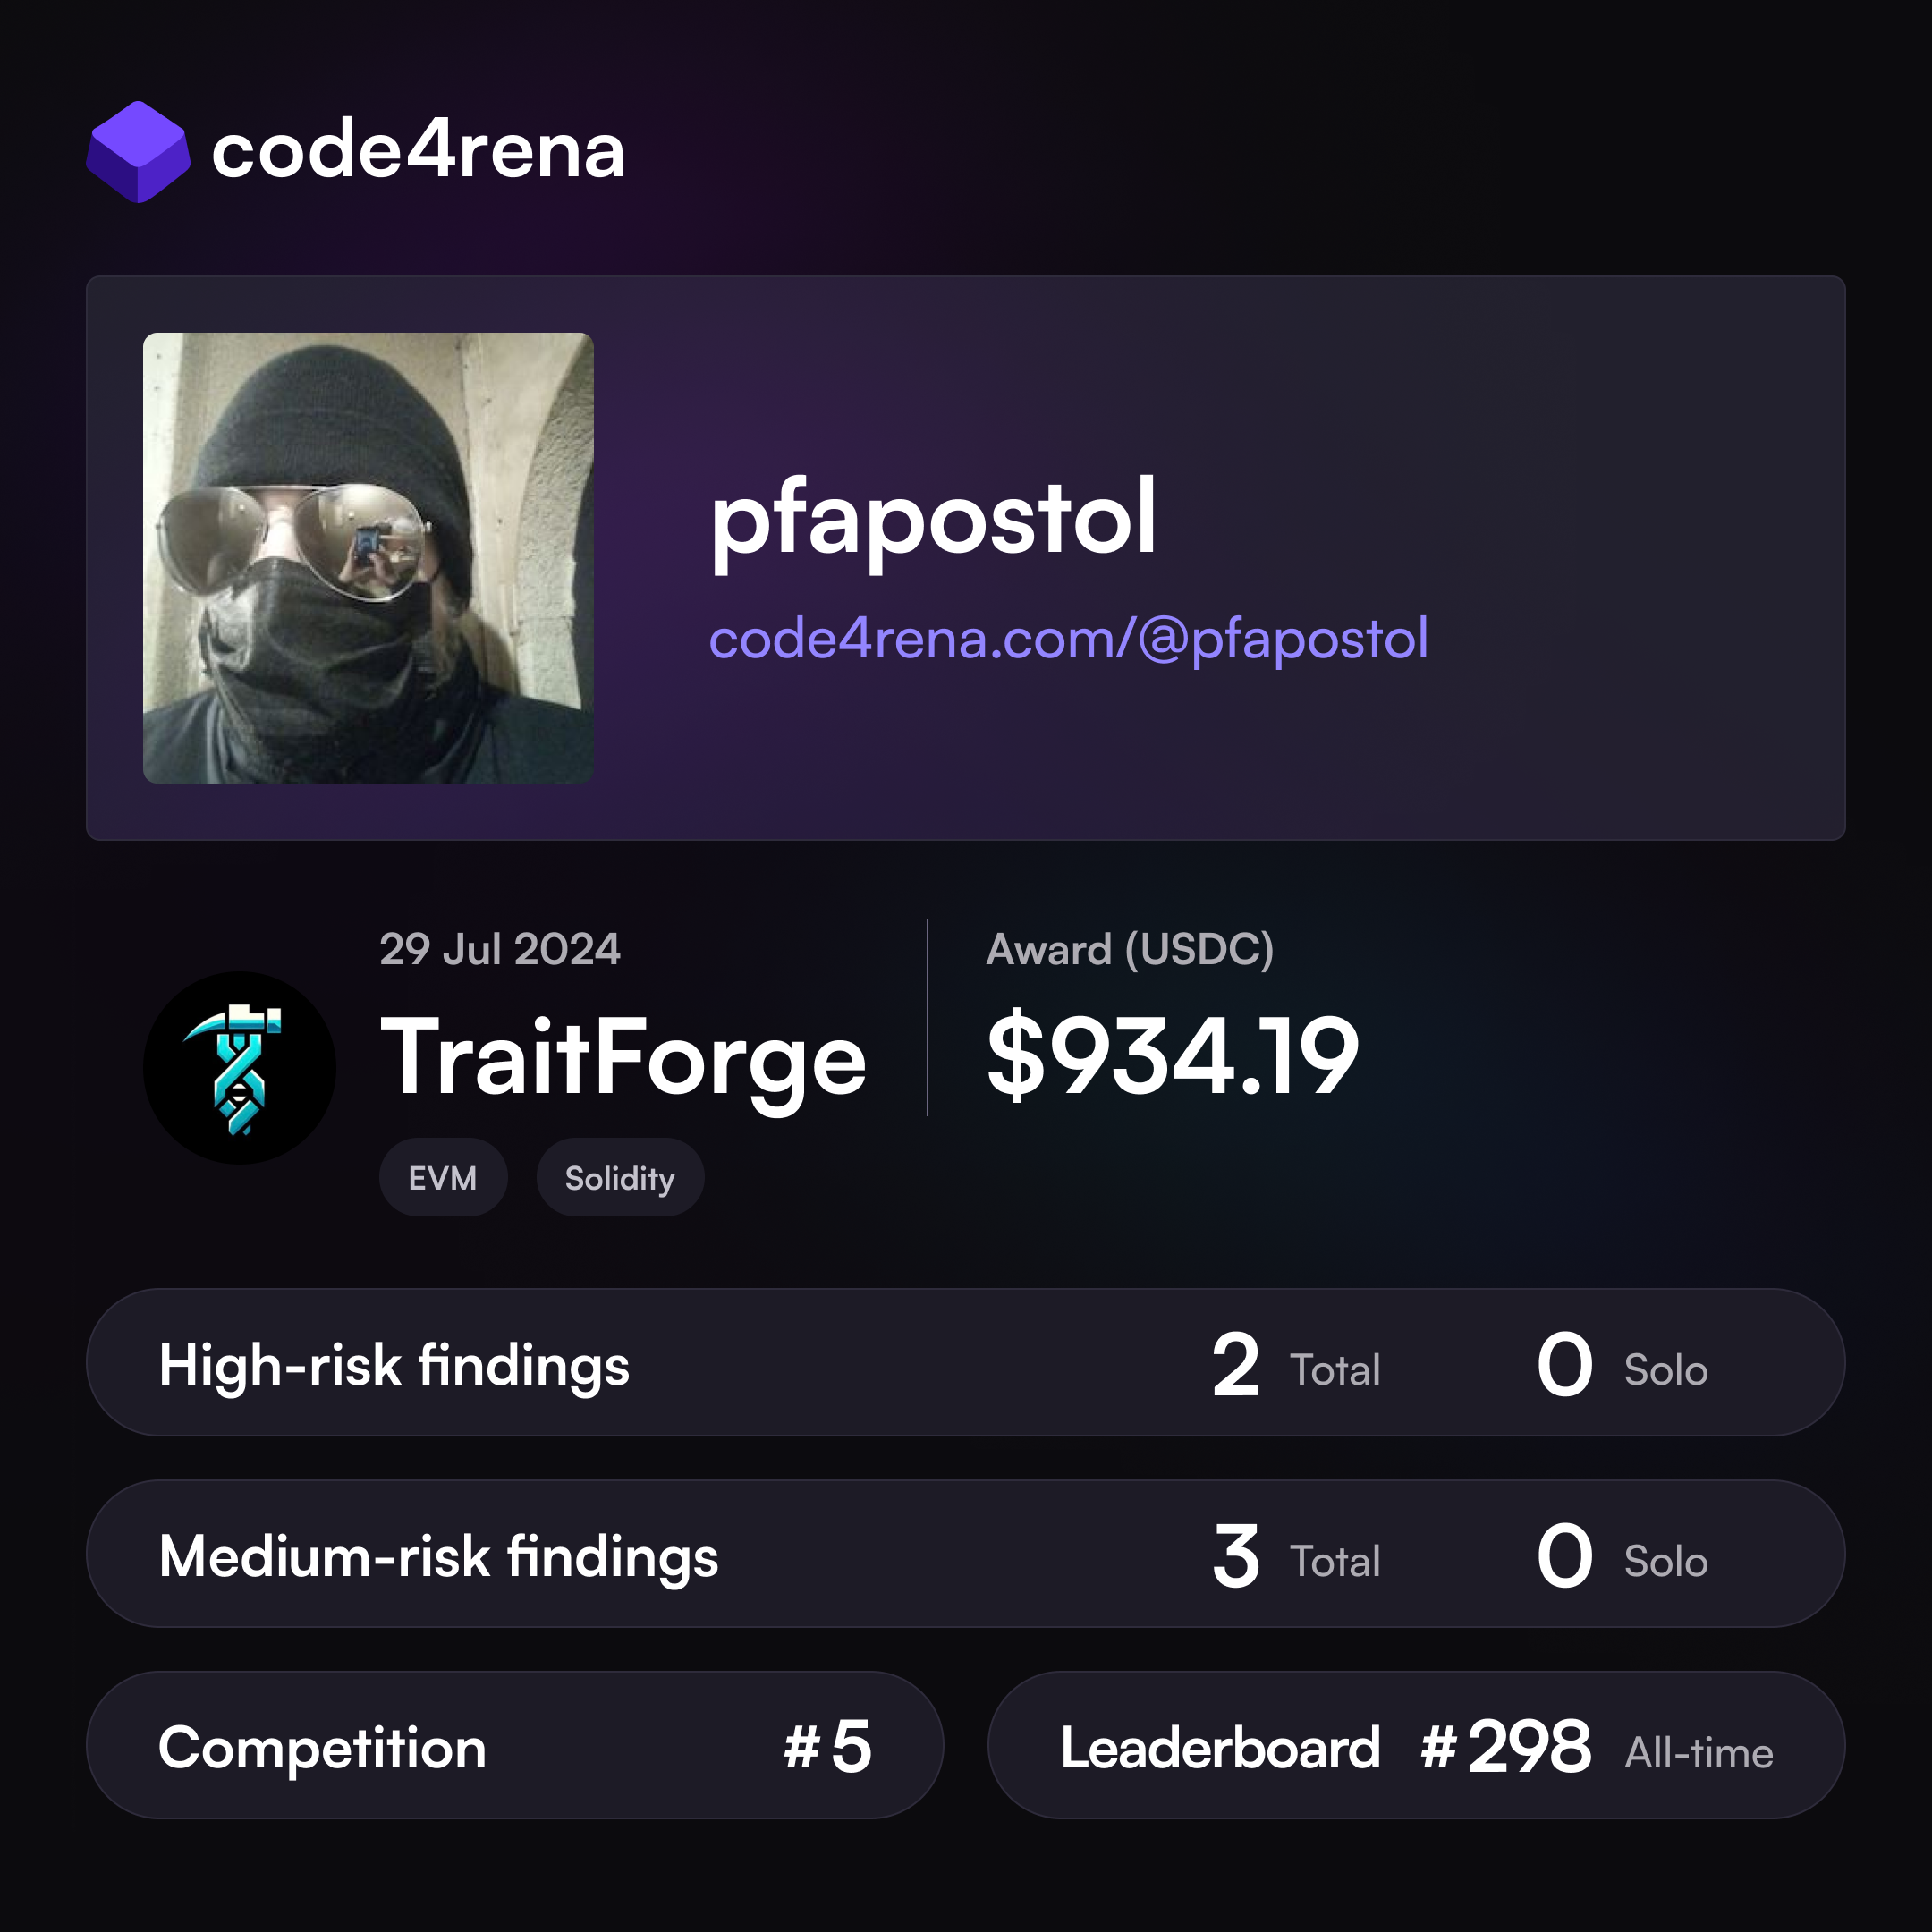 code4rena
pfapostol
code4rena.com/@pfapostol
29 Jul 2024
TraitForge
EVM Solidity
Award (USDC)
$934.19
High-risk findings 2 Total 0 Solo
Medium-risk findings 3 Total 0 Solo
Competition #5
Leaderboard #298 All-time